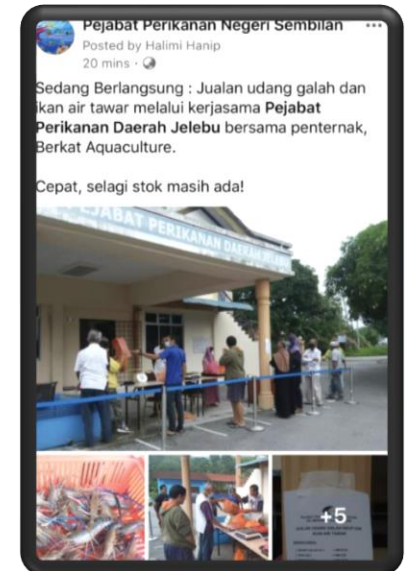 Pejabat Perikanan Negeri Sembilan
Posted by Halimi Hanip
20 mins ·
Sedang Berlangsung : Jualan udang galah dan
ikan air tawar melalui kerjasama Pejabat
Perikanan Daerah Jelebu bersama penternak,
Berkat Aquaculture.
Cepat, selagi stok masih ada!
PEJABAT PERIKANAN DAERAH JELEBU
+5